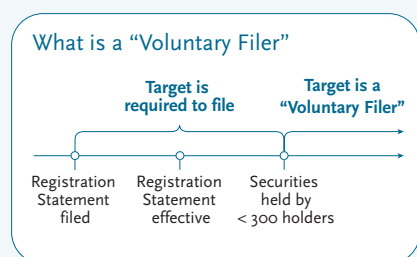 What is a “Voluntary Filer”
Target is
required to file
Target is a
“Voluntary Filer”
Registration
Statement
filed
Registration
Statement
effective
Securities
held by
< 300 holders